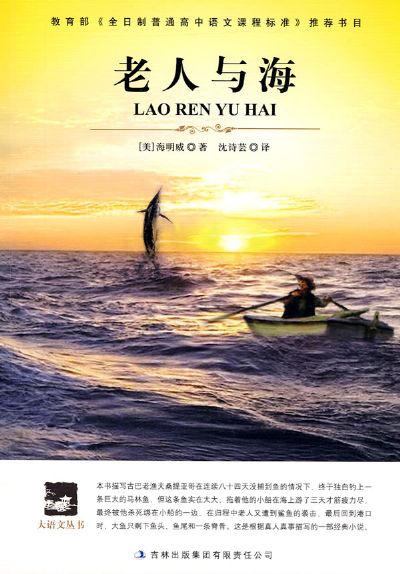 教育部《全日制普通高中语文课程标准》推荐书目
老人与海
LAO REN YU HAI
[美]海明威◎著 沈诗芸◎译
本书描写古巴老渔夫桑提亚哥在连续八十四天没捕到鱼的情况下，终于独自钓上一
条巨大的马林鱼，但这条鱼实在太大，拖着他的小船在海上游了三天才筋疲力尽，
最终被他杀死绑在小船的一边，在归程中老人又遭到鲨鱼的袭击，最后回到港口
时，大鱼只剩下鱼头、鱼尾和一条脊骨。这是根据真人真事描写的一部经典小说。
大语文丛书
吉林出版集团有限责任公司